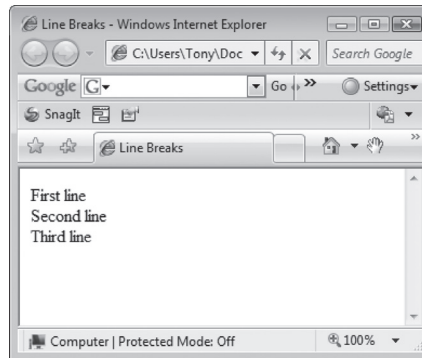 Line Breaks - Windows Internet Explorer
C:\Users\Tony\Doc Search Google
Google G Go Settings
SnagIt
Line Breaks
First line
Second line
Third line
Computer | Protected Mode: Off 100%